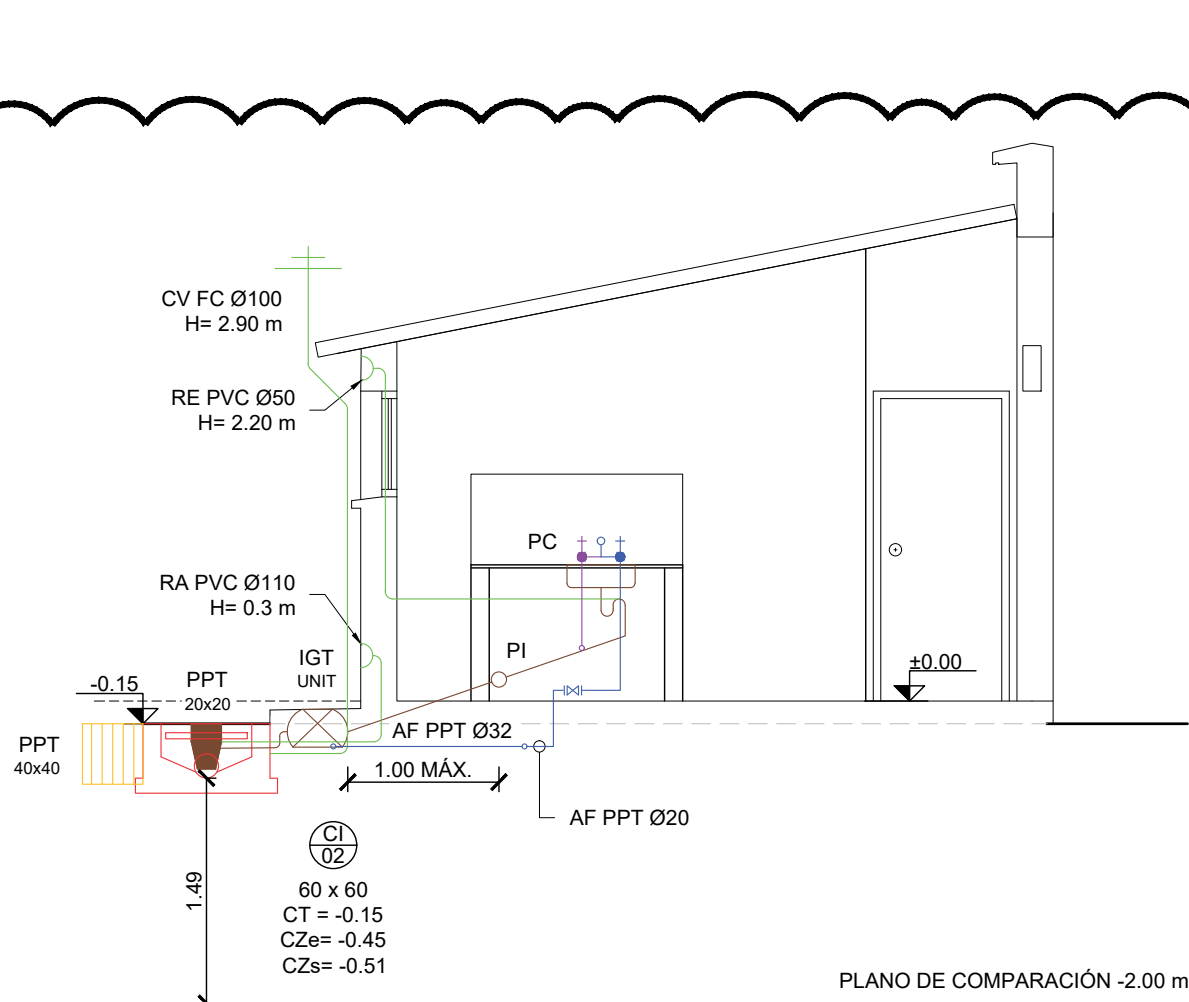 CV FC Ø100
H= 2.90 m
RE PVC Ø50
H= 2.20 m
PC
RA PVC Ø110
H= 0.3 m
IGT
UNIT
PI
±0.00
-0.15
PPT
20x20
PPT
40x40
AF PPT Ø32
1.00 MÁX.
AF PPT Ø20
CI
02
1.49
60 x 60
CT = -0.15
CZe= -0.45
CZs= -0.51
PLANO DE COMPARACIÓN -2.00 m